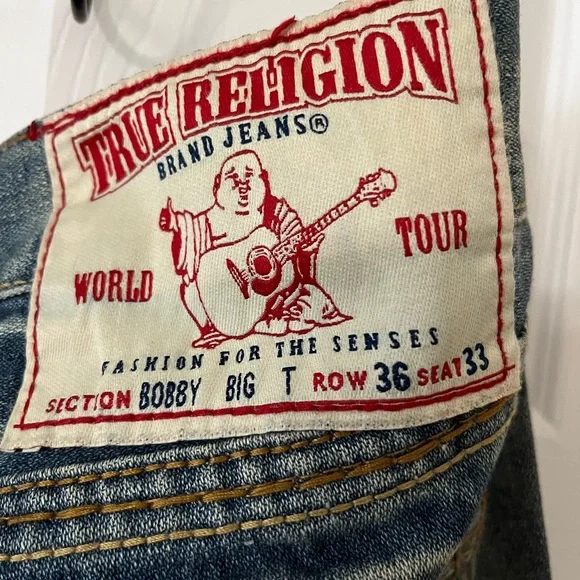 TRUE RELIGION
BRAND JEANS®
WORLD TOUR
FASHION FOR THE SENSES
SECTION BOBBY BIG T ROW 36 SEAT 33